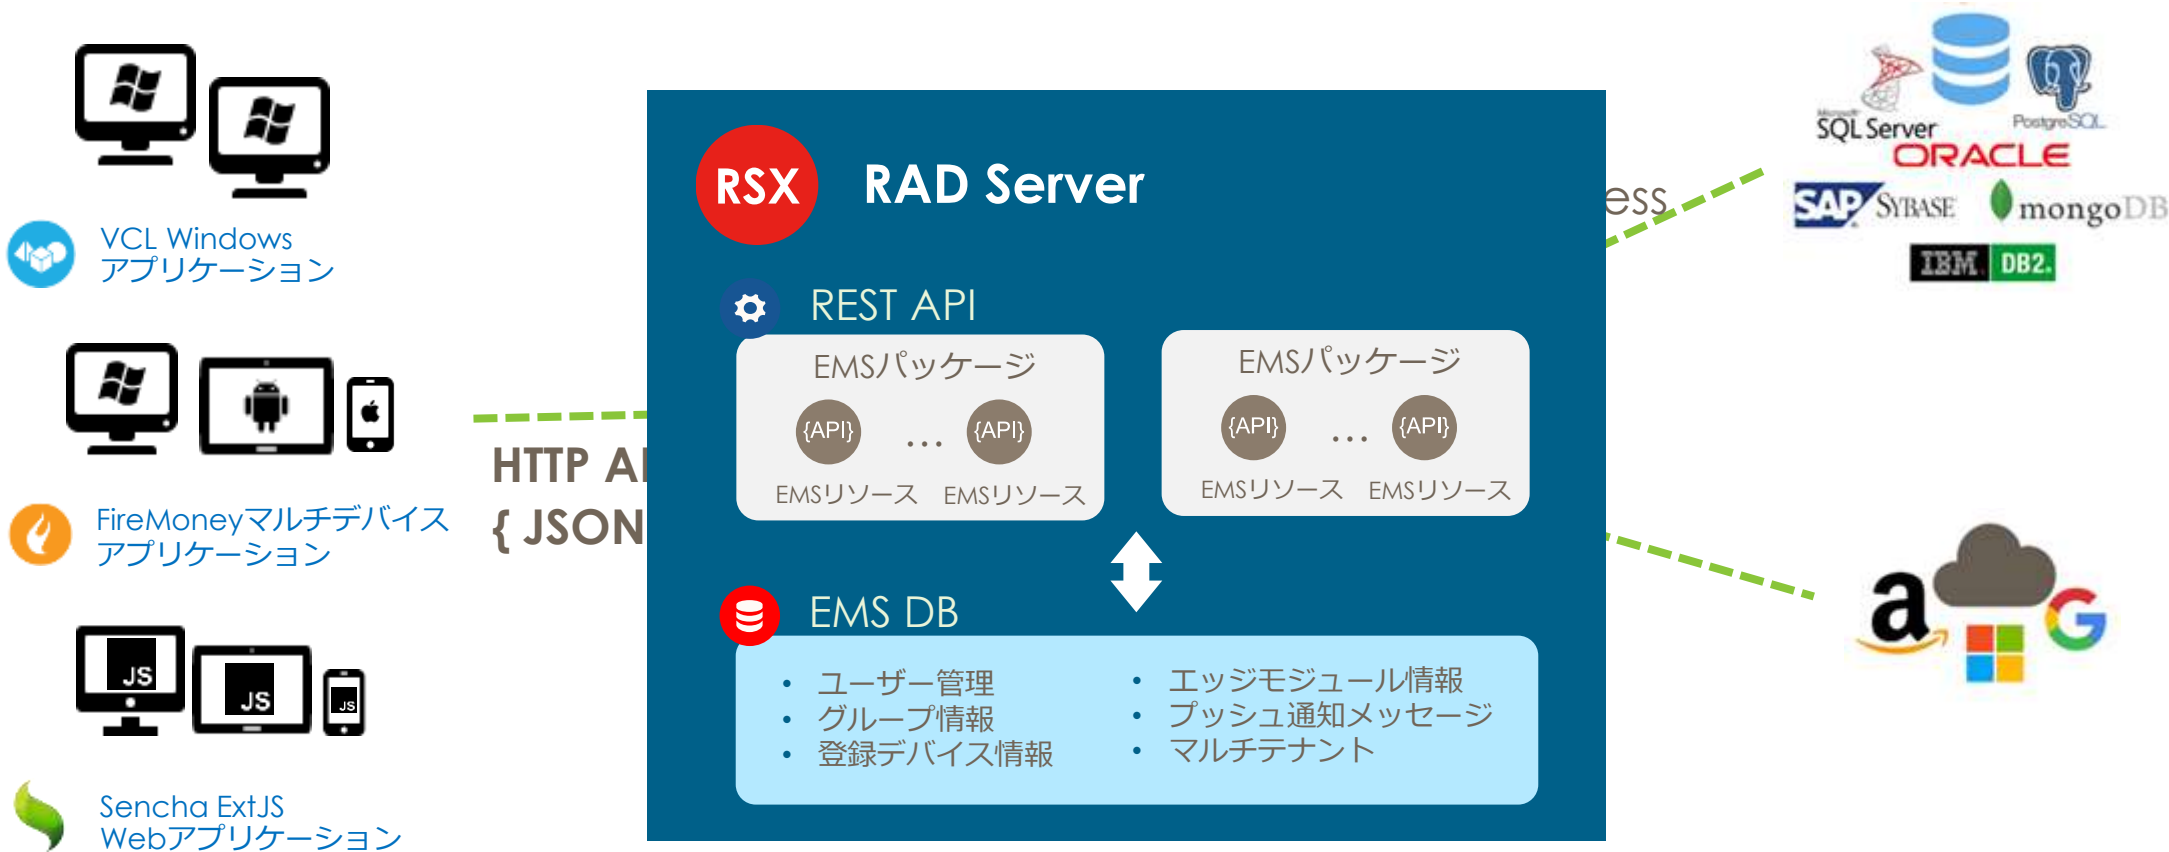 VCL Windows
アプリケーション
FireMoneyマルチデバイス
アプリケーション
JS
JS
JS
Sencha ExtJS
Webアプリケーション
HTTP A
{ JSON
RSX
RAD Server
REST API
EMSパッケージ
{API}
...
{API}
EMSリソース
EMSリソース
EMSパッケージ
{API}
...
{API}
EMSリソース
EMSリソース
EMS DB
• ユーザー管理
• グループ情報
• 登録デバイス情報
• エッジモジュール情報
• プッシュ通知メッセージ
• マルチテナント
ess
Microsoft
SQL Server
PostgreSQL
ORACLE
SAP SYBASE
mongoDB
IBM DB2.
a
G